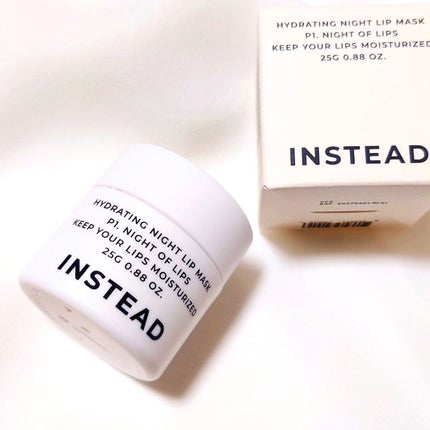 HYDRATING NIGHT LIP MASK
P1. NIGHT OF LIPS
KEEP YOUR LIPS MOISTURIZED
25G 0.88 OZ.
INSTEAD
HYDRATING NIGHT LIP MASK
P1. NIGHT OF LIPS
KEEP YOUR LIPS MOISTURIZED
25G 0.88 OZ.
INSTEAD